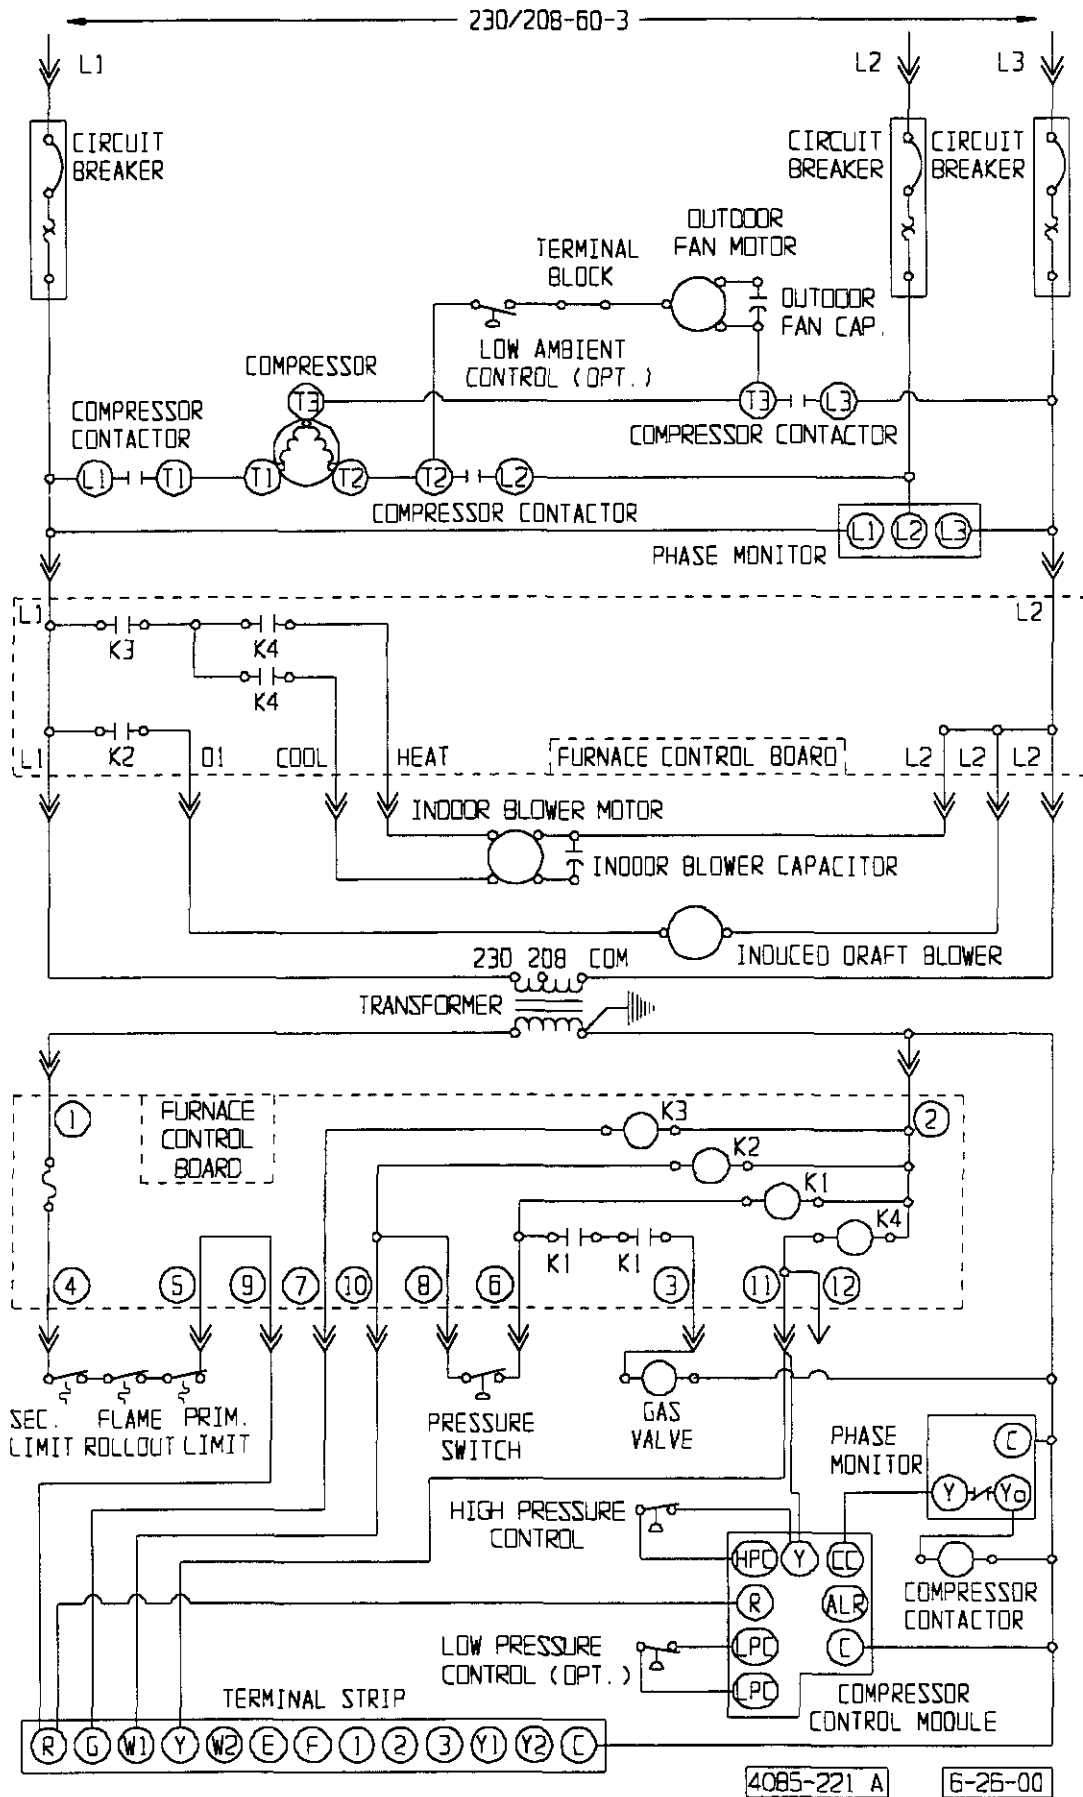 230/208-60-3
L1
L2
L3
CIRCUIT
BREAKER
CIRCUIT
BREAKER
CIRCUIT
BREAKER
OUTDOOR
FAN MOTOR
TERMINAL
BLOCK
OUTDOOR
FAN CAP.
LOW AMBIENT
CONTROL (OPT.)
COMPRESSOR
T3
T3
L3
COMPRESSOR
CONTACTOR
COMPRESSOR CONTACTOR
L1
T1
T1
T2
T2
L2
COMPRESSOR CONTACTOR
PHASE MONITOR
L1
L2
L3
L1
L2
K3
K4
K4
L1
K2
O1
COOL
HEAT
FURNACE CONTROL BOARD
L2
L2
L2
INDOOR BLOWER MOTOR
INDOOR BLOWER CAPACITOR
INDUCED DRAFT BLOWER
230 208 COM
TRANSFORMER
1
FURNACE
CONTROL
BOARD
K3
2
K2
K1
K4
K1
K1
4
5
9
7
10
8
6
3
11
12
SEC.
LIMIT
FLAME
ROLLOUT
PRIM.
LIMIT
PRESSURE
SWITCH
GAS
VALVE
PHASE
MONITOR
C
Y
Yo
HIGH PRESSURE
CONTROL
HPC
Y
CC
COMPRESSOR
CONTACTOR
R
ALR
LOW PRESSURE
CONTROL (OPT.)
LPC
C
LPC
COMPRESSOR
CONTROL MODULE
TERMINAL STRIP
R
G
W1
Y
W2
E
F
1
2
3
Y1
Y2
C
4085-221 A
6-26-00